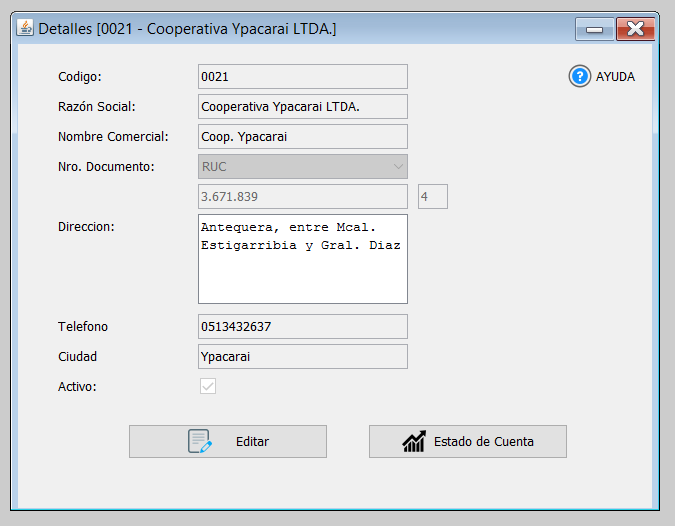 Detalles [0021 - Cooperativa Ypacarai LTDA.]
Codigo: 0021
AYUDA
Razón Social: Cooperativa Ypacarai LTDA.
Nombre Comercial: Coop. Ypacarai
Nro. Documento: RUC
3.671.839 4
Direccion: Antequera, entre Mcal.
Estigarribia y Gral. Diaz
Telefono 0513432637
Ciudad Ypacarai
Activo:
Editar
Estado de Cuenta